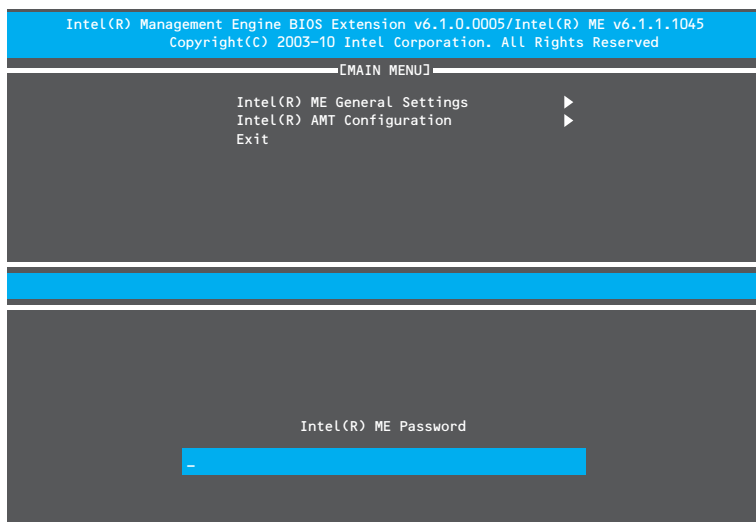 Intel(R) Management Engine BIOS Extension v6.1.0.0005/Intel(R) ME v6.1.1.1045
Copyright(C) 2003-10 Intel Corporation. All Rights Reserved
[MAIN MENU]
Intel(R) ME General Settings ▶
Intel(R) AMT Configuration ▶
Exit
Intel(R) ME Password
_